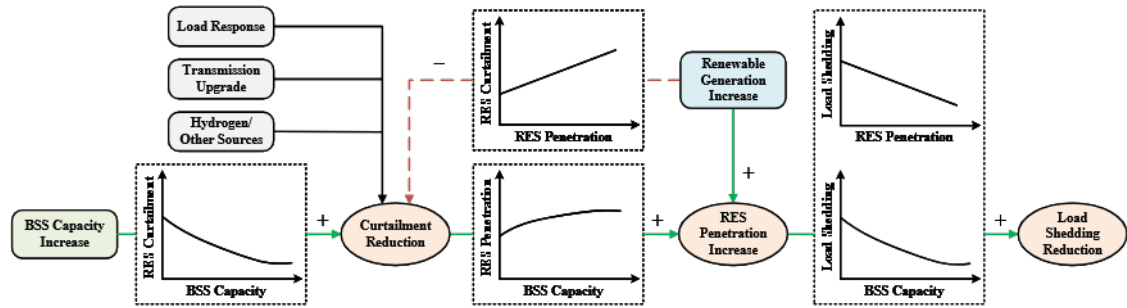 Load Response
Transmission
Upgrade
Hydrogen/
Other Sources
BSS Capacity
Increase
RES Curtailment
BSS Capacity
+
Curtailment
Reduction
−
RES Curtailment
RES Penetration
Renewable
Generation
Increase
+
RES Penetration
BSS Capacity
+
RES
Penetration
Increase
Load Shedding
RES Penetration
Load Shedding
BSS Capacity
+
Load
Shedding
Reduction